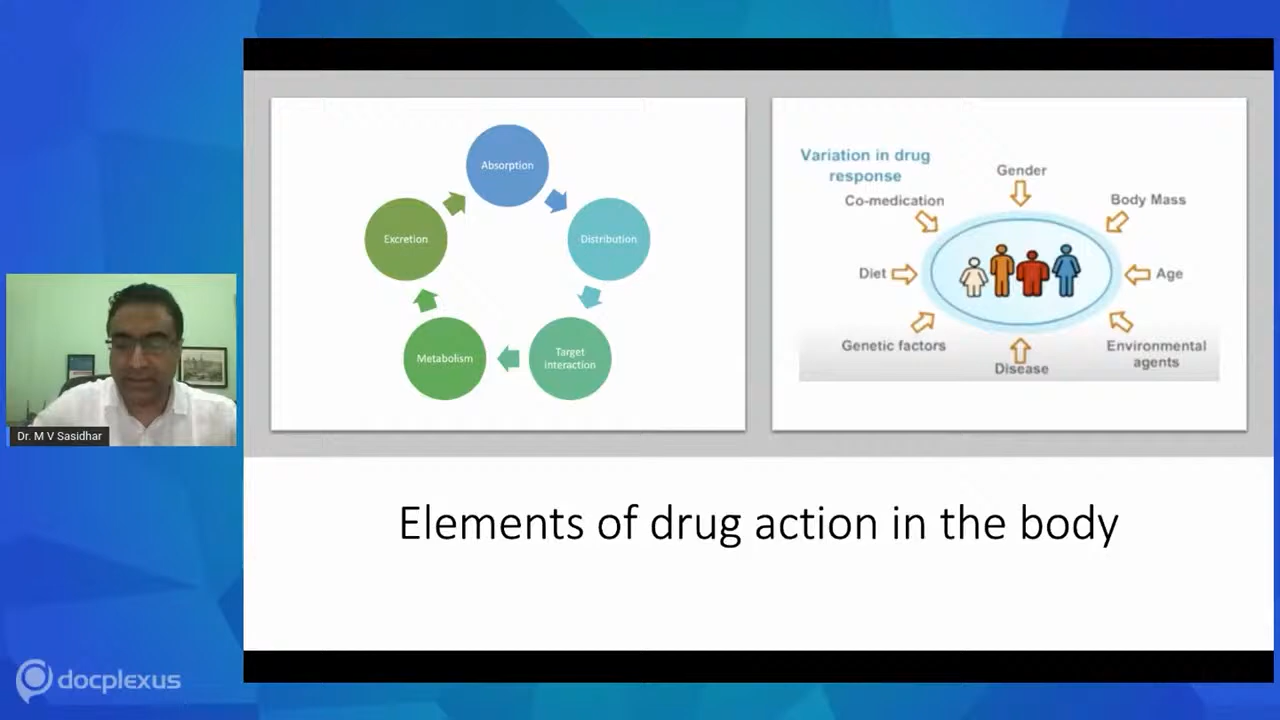 Absorption
Distribution
Target
Interaction
Metabolism
Excretion
Variation in drug
response
Gender
Co-medication
Body Mass
Diet
Age
Genetic factors
Environmental
agents
Disease
Dr. M V Sasidhar
Elements of drug action in the body
docplexus